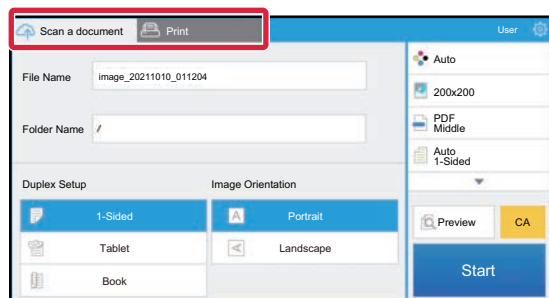 Scan a document
Print
User
File Name
image_20211010_011204
Folder Name
/
Duplex Setup
Image Orientation
1-Sided
A
Portrait
Tablet
A
Landscape
Book
Auto
200x200
PDF
Middle
Auto
1-Sided
Preview
CA
Start